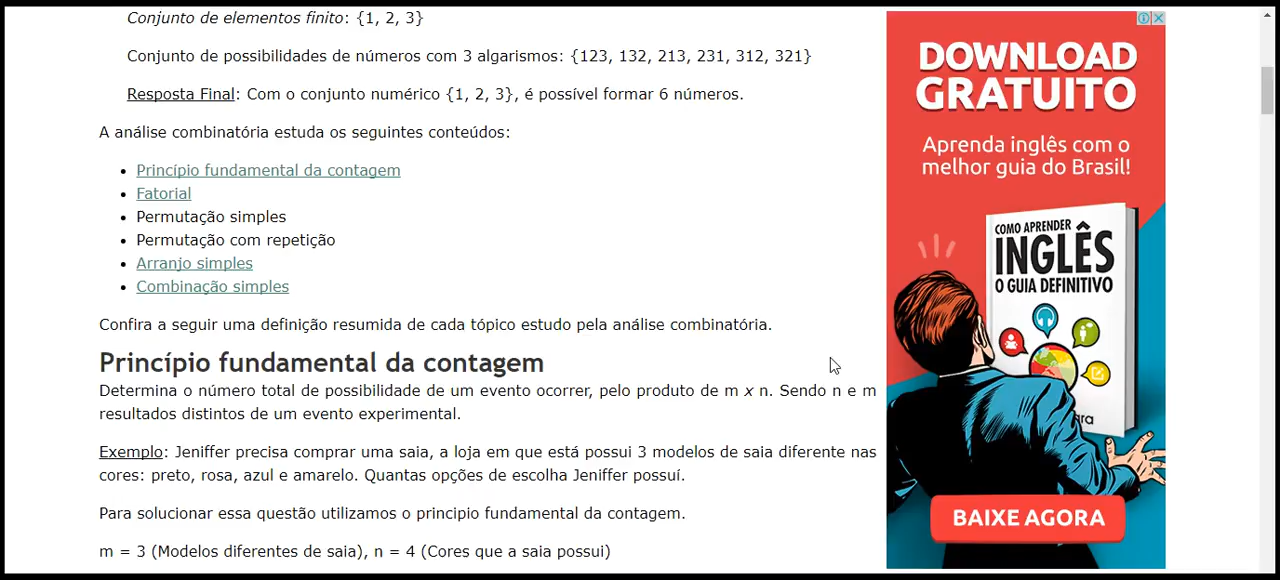 Conjunto de elementos finito: {1, 2, 3}
Conjunto de possibilidades de números com 3 algarismos: {123, 132, 213, 231, 312, 321}
Resposta Final: Com o conjunto numérico {1, 2, 3}, é possível formar 6 números.
A análise combinatória estuda os seguintes conteúdos:
• Princípio fundamental da contagem
• Fatorial
• Permutação simples
• Permutação com repetição
• Arranjo simples
• Combinação simples
Confira a seguir uma definição resumida de cada tópico estudo pela análise combinatória.
Princípio fundamental da contagem
Determina o número total de possibilidade de um evento ocorrer, pelo produto de m x n. Sendo n e m
resultados distintos de um evento experimental.
Exemplo: Jeniffer precisa comprar uma saia, a loja em que está possui 3 modelos de saia diferente nas
cores: preto, rosa, azul e amarelo. Quantas opções de escolha Jeniffer possuí.
Para solucionar essa questão utilizamos o principio fundamental da contagem.
m = 3 (Modelos diferentes de saia), n = 4 (Cores que a saia possui)
DOWNLOAD
GRATUITO
Aprenda inglês com o
melhor guia do Brasil!
COMO APRENDER
INGLÊS
O GUIA DEFINITIVO
BAIXE AGORA